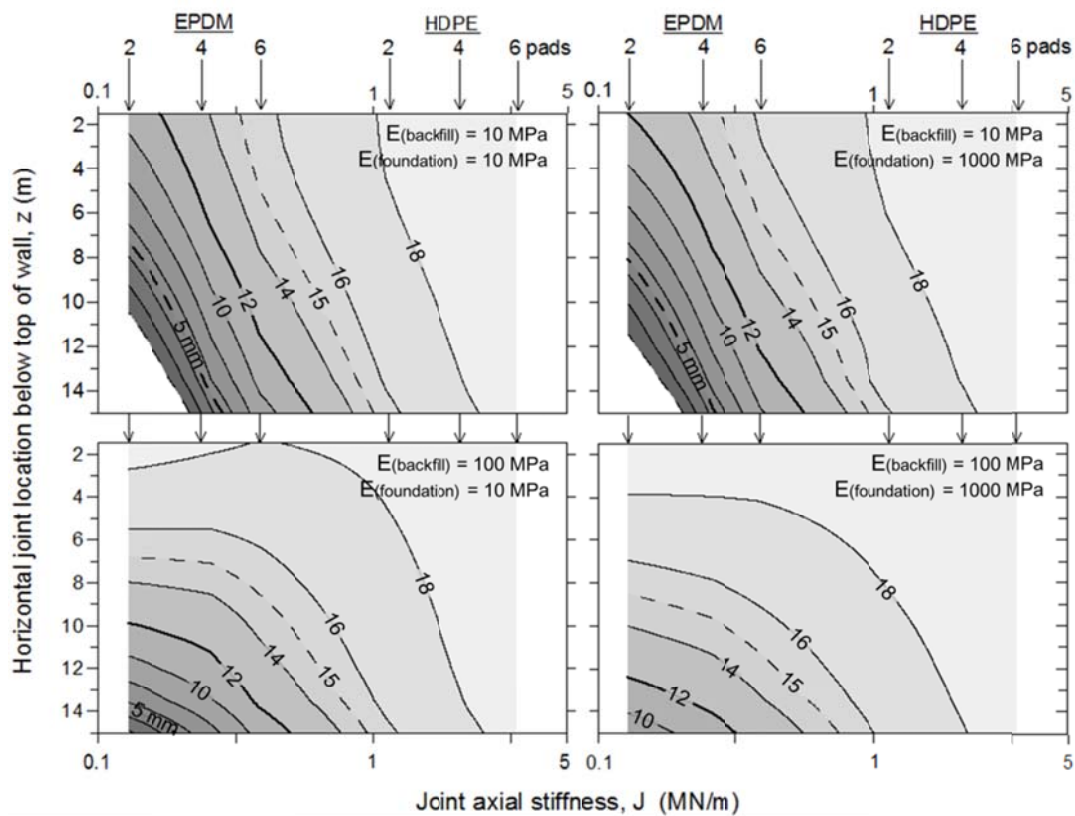 EPDM HDPE EPDM HDPE
2 4 6 2 4 6 pads 2 4 6 2 4 6 pads
0.1 1 5 0.1 1 5
E(backfill) = 10 MPa
E(foundation) = 10 MPa
2
4
6
8
10
12
14
5 mm
10
12
14
15
16
18
E(backfill) = 10 MPa
E(foundation) = 1000 MPa
5 mm
10
12
14
15
16
18
Horizontal joint location below top of wall, z (m)
E(backfill) = 100 MPa
E(foundation) = 10 MPa
2
4
6
8
10
12
14
5 mm
10
12
14
15
16
18
E(backfill) = 100 MPa
E(foundation) = 1000 MPa
10
12
14
15
16
18
0.1 1 5 0.1 1 5
Joint axial stiffness, J (MN/m)